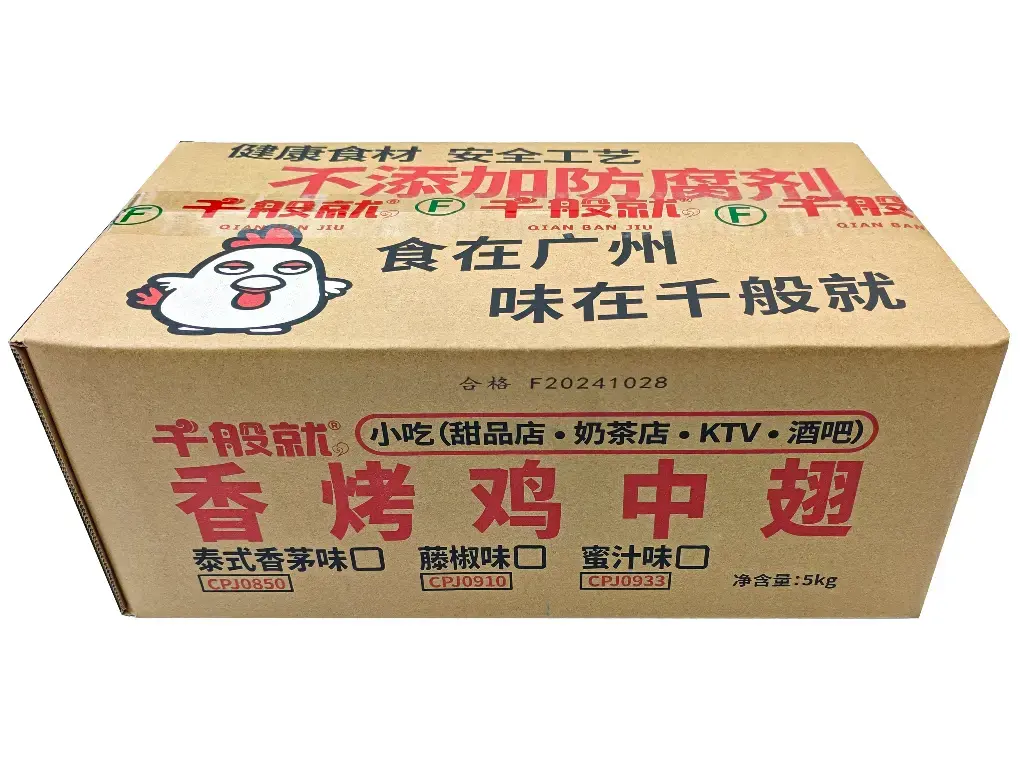 健康食材 安全工艺
不添加防腐剂
F 千般就 F 千般就 F 千般
QIAN BAN JIU QIAN BAN JIU QIAN BAN
食在广州
味在千般就
合格 F20241028
千般就® 小吃(甜品店·奶茶店·KTV·酒吧)
香烤鸡中翅
泰式香茅味 藤椒味 蜜汁味
CPJ0850 CPJ0910 CPJ0933 净含量:5kg